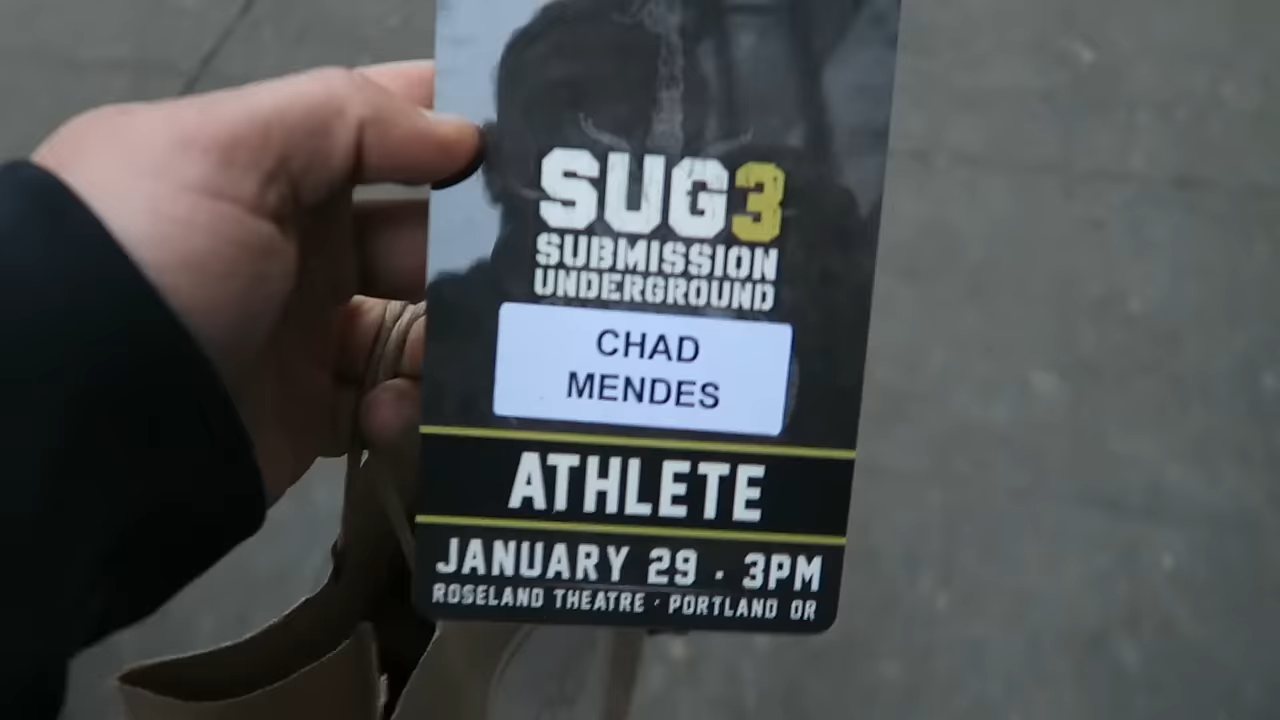 SUG3
SUBMISSION
UNDERGROUND
CHAD
MENDES
ATHLETE
JANUARY 29 · 3PM
ROSELAND THEATRE · PORTLAND OR